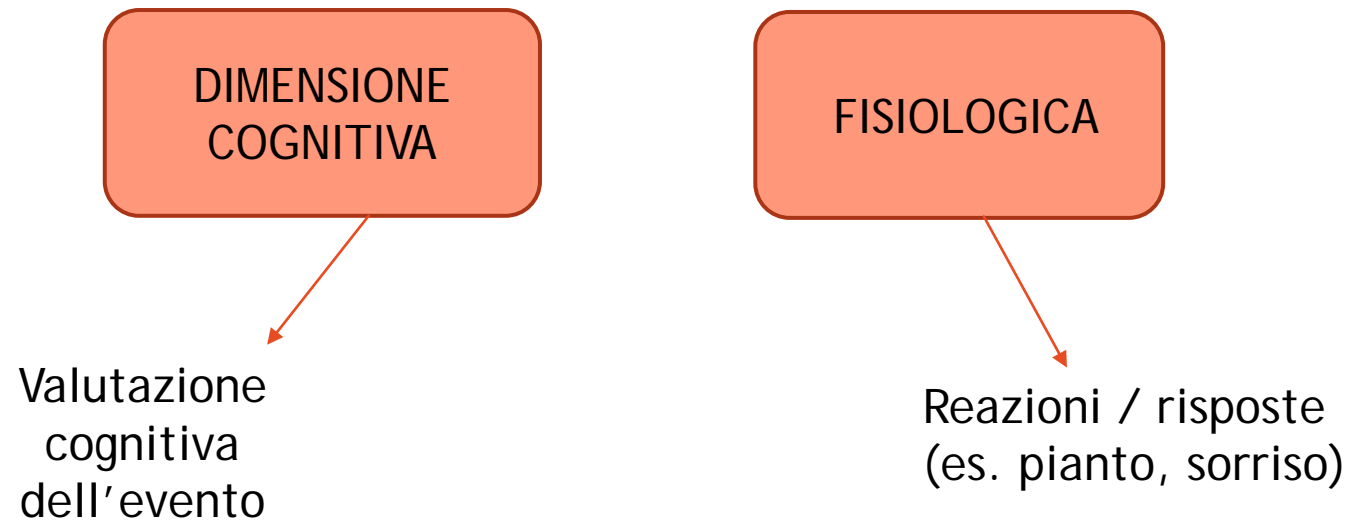 DIMENSIONE
COGNITIVA
FISIOLOGICA
Valutazione
cognitiva
dell’evento
Reazioni / risposte
(es. pianto, sorriso)